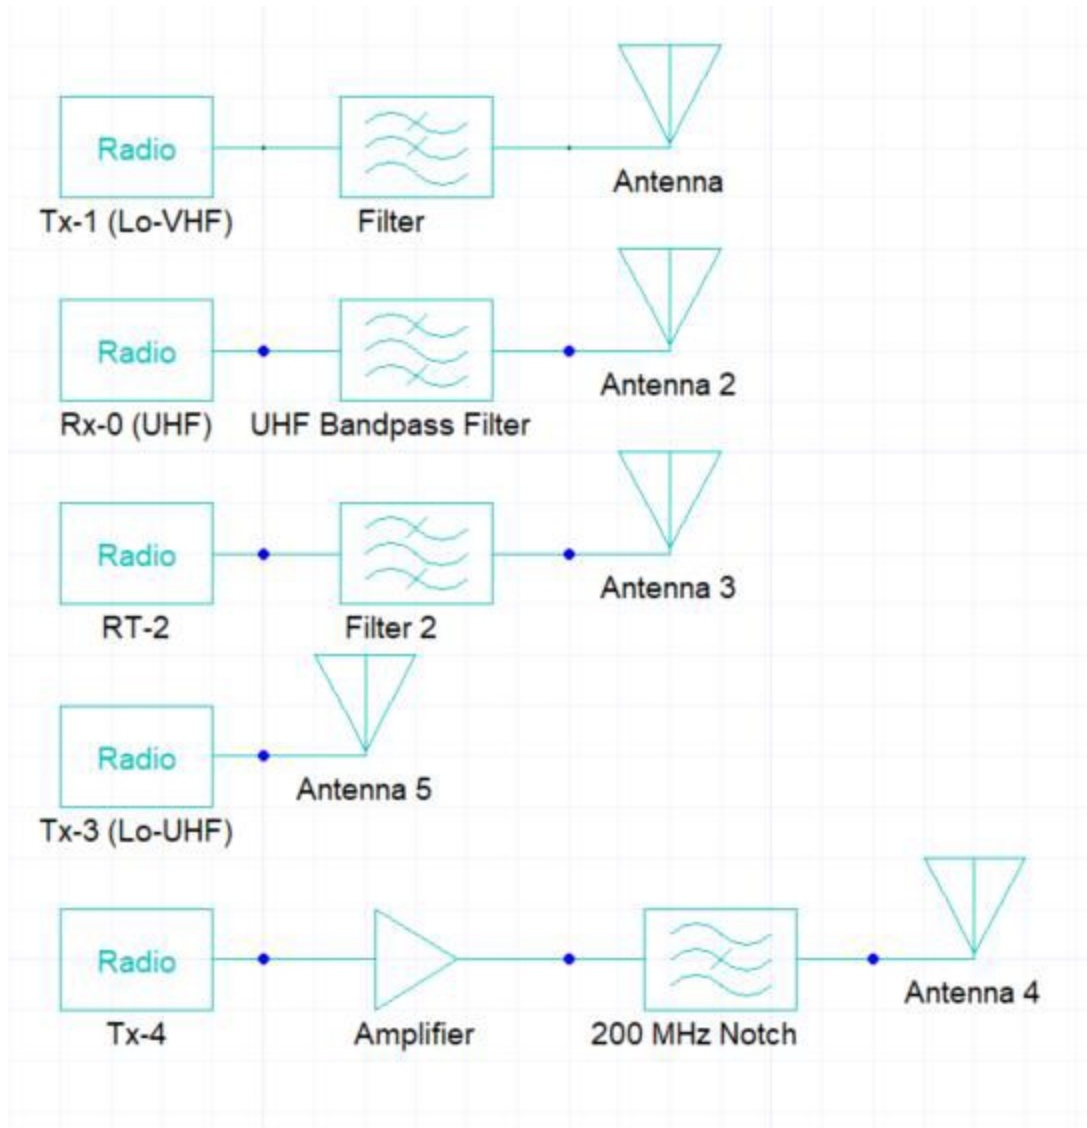 Radio
Antenna
Tx-1 (Lo-VHF)
Filter
Radio
Antenna 2
Rx-0 (UHF)
UHF Bandpass Filter
Radio
Antenna 3
RT-2
Filter 2
Radio
Antenna 5
Tx-3 (Lo-UHF)
Radio
Antenna 4
Tx-4
Amplifier
200 MHz Notch